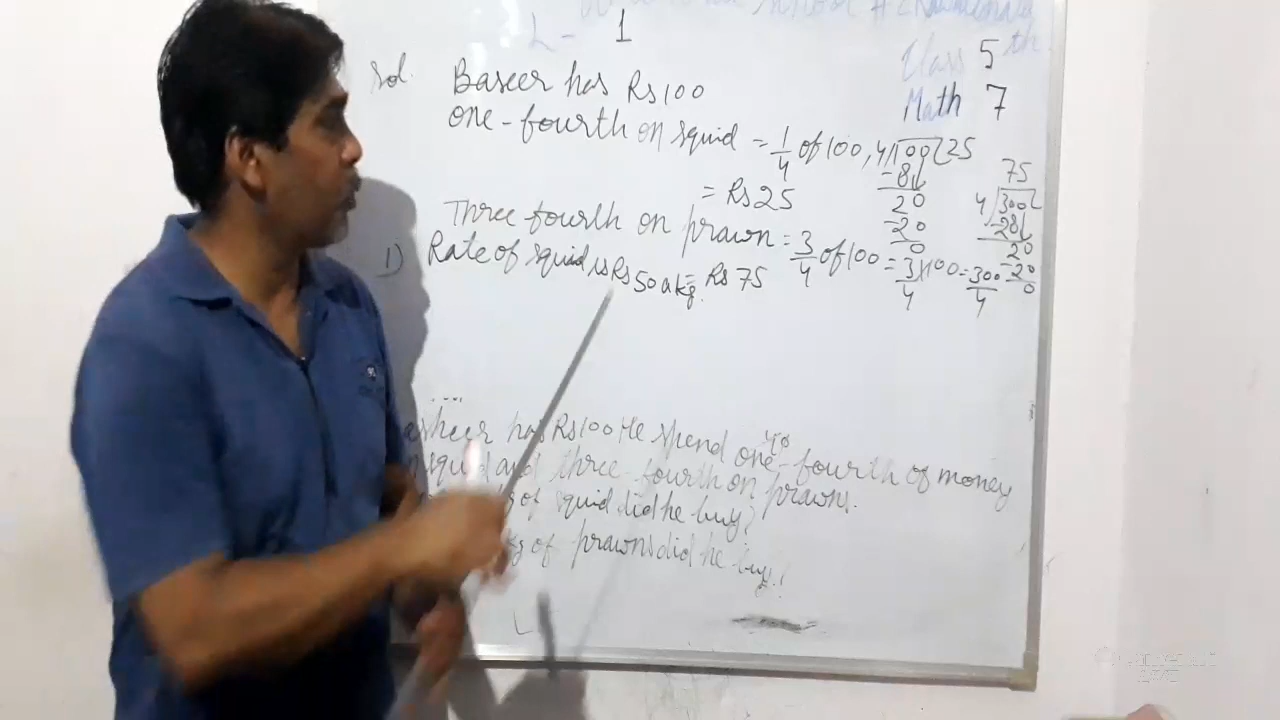 L- 1
Class 5th
Math 7
Sol. Baseer has Rs100
one-fourth on squid = 1/4 of 100, 4)100(25
-8
20
-20
0
= Rs25
75
4)300(
-28
20
-20
0
Three fourth on prawn = 3/4 of 100 = 3/4 x100 = 300/4
= Rs 75
1) Rate of squid is Rs 50 a kg.
asheer has Rs100 He spend one-fourth of money
squid and three-fourth on prawn.
of squid did he buy?
kg of prawns did he buy?